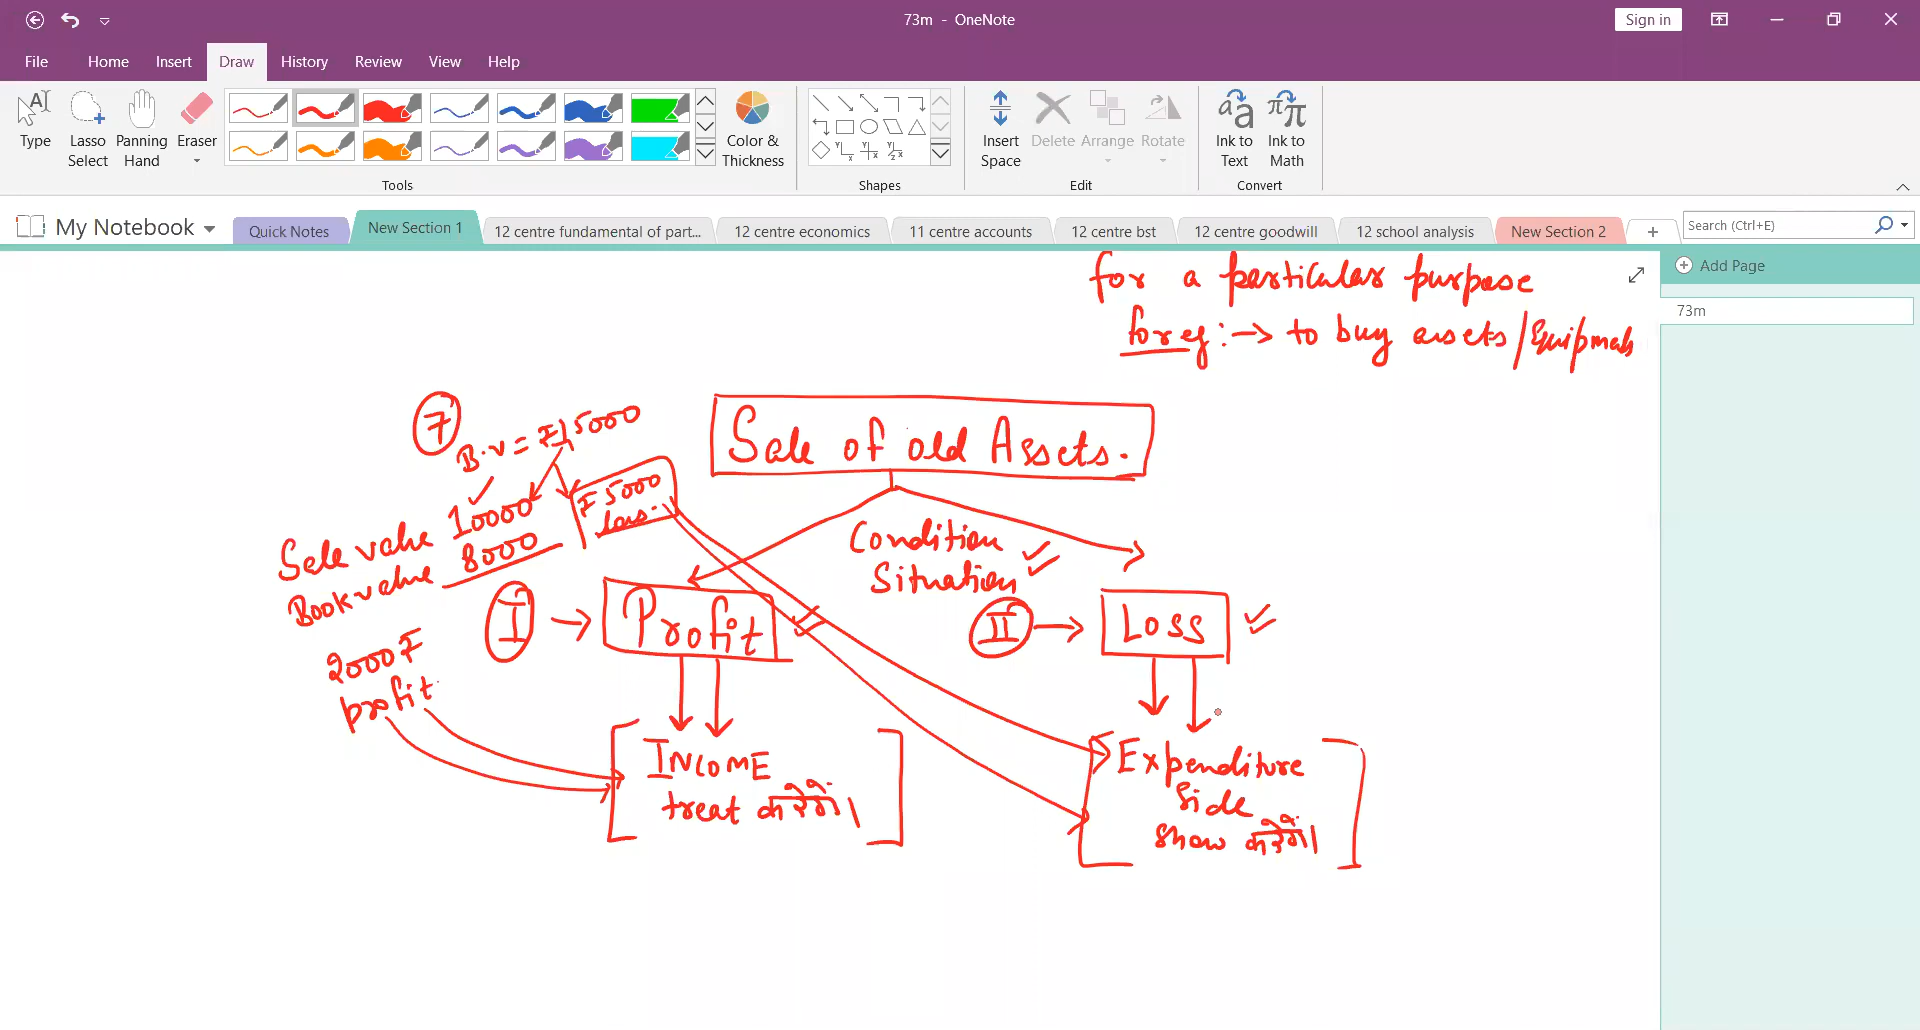 73m - OneNote
Sign in
File Home Insert Draw History Review View Help
Type
Lasso Select
Panning Hand
Eraser
Color & Thickness
Insert Space
Delete
Arrange
Rotate
Ink to Text
Ink to Math
Tools
Shapes
Edit
Convert
My Notebook
Quick Notes
New Section 1
12 centre fundamental of part...
12 centre economics
11 centre accounts
12 centre bst
12 centre goodwill
12 school analysis
New Section 2
Search (Ctrl+E)
Add Page
73m
for a particular purpose
for eg :→ to buy assets/Equipments
7
B.v = ₹15000
Sale of old Assets.
₹5000
loss.
Sale value 10000
Book value 8000
Condition
Situation
I → Profit
II → Loss
2000₹
profit
INCOME
treat करेंगे।
Expenditure
Side
show करेंगे।